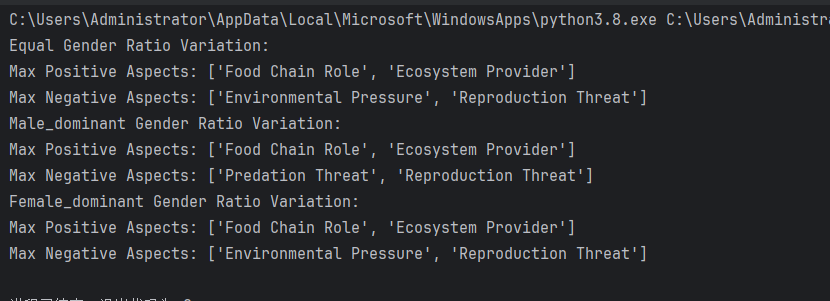 C:\Users\Administrator\AppData\Local\Microsoft\WindowsApps\python3.8.exe C:\Users\Administra
Equal Gender Ratio Variation:
Max Positive Aspects: ['Food Chain Role', 'Ecosystem Provider']
Max Negative Aspects: ['Environmental Pressure', 'Reproduction Threat']
Male_dominant Gender Ratio Variation:
Max Positive Aspects: ['Food Chain Role', 'Ecosystem Provider']
Max Negative Aspects: ['Predation Threat', 'Reproduction Threat']
Female_dominant Gender Ratio Variation:
Max Positive Aspects: ['Food Chain Role', 'Ecosystem Provider']
Max Negative Aspects: ['Environmental Pressure', 'Reproduction Threat']